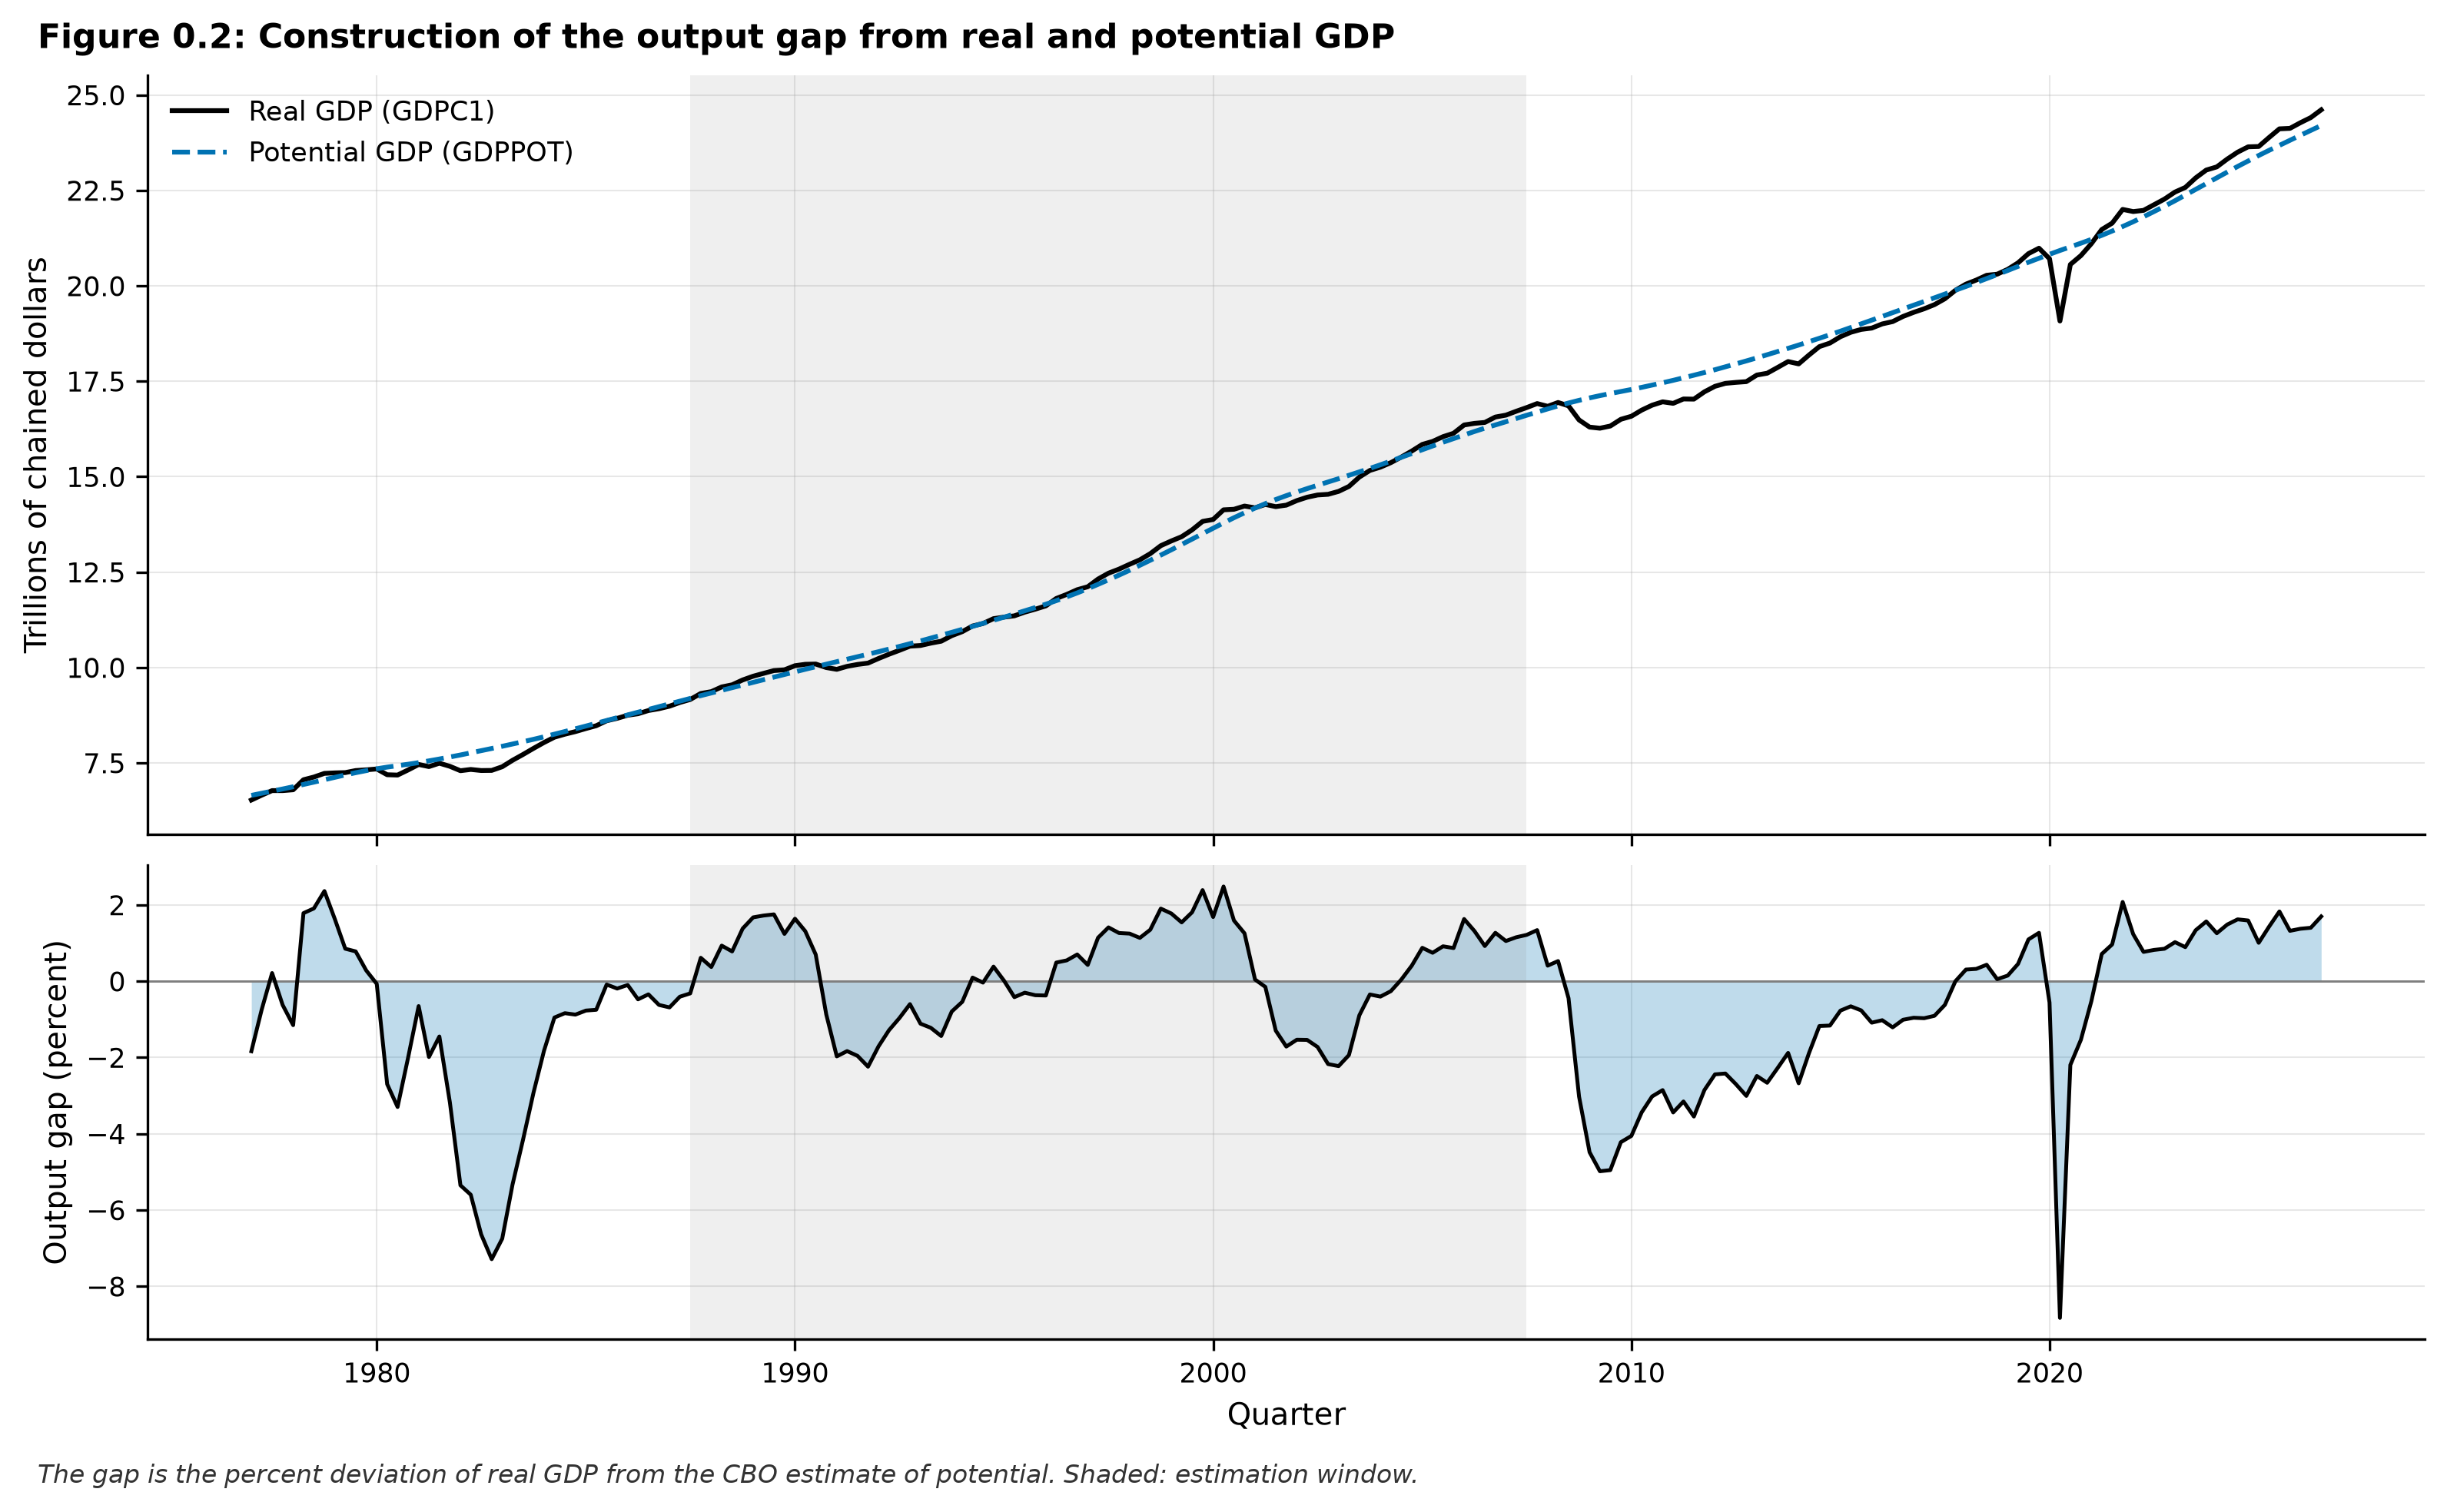 Figure 0.2: Construction of the output gap from real and potential GDP
Real GDP (GDPC1)
Potential GDP (GDPPOT)
Trillions of chained dollars
25.0
22.5
20.0
17.5
15.0
12.5
10.0
7.5
Output gap (percent)
2
0
−2
−4
−6
−8
1980 1990 2000 2010 2020
Quarter
The gap is the percent deviation of real GDP from the CBO estimate of potential. Shaded: estimation window.